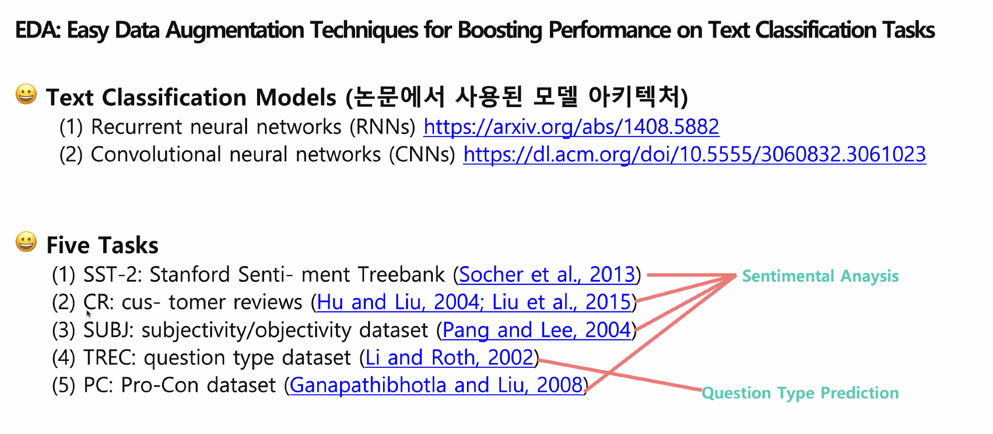 EDA: Easy Data Augmentation Techniques for Boosting Performance on Text Classification Tasks
😀 Text Classification Models (논문에서 사용된 모델 아키텍처)
(1) Recurrent neural networks (RNNs) https://arxiv.org/abs/1408.5882
(2) Convolutional neural networks (CNNs) https://dl.acm.org/doi/10.5555/3060832.3061023
😀 Five Tasks
(1) SST-2: Stanford Senti- ment Treebank (Socher et al., 2013)
Sentimental Anaysis
(2) CR: cus- tomer reviews (Hu and Liu, 2004; Liu et al., 2015)
(3) SUBJ: subjectivity/objectivity dataset (Pang and Lee, 2004)
(4) TREC: question type dataset (Li and Roth, 2002)
(5) PC: Pro-Con dataset (Ganapathibhotla and Liu, 2008)
Question Type Prediction